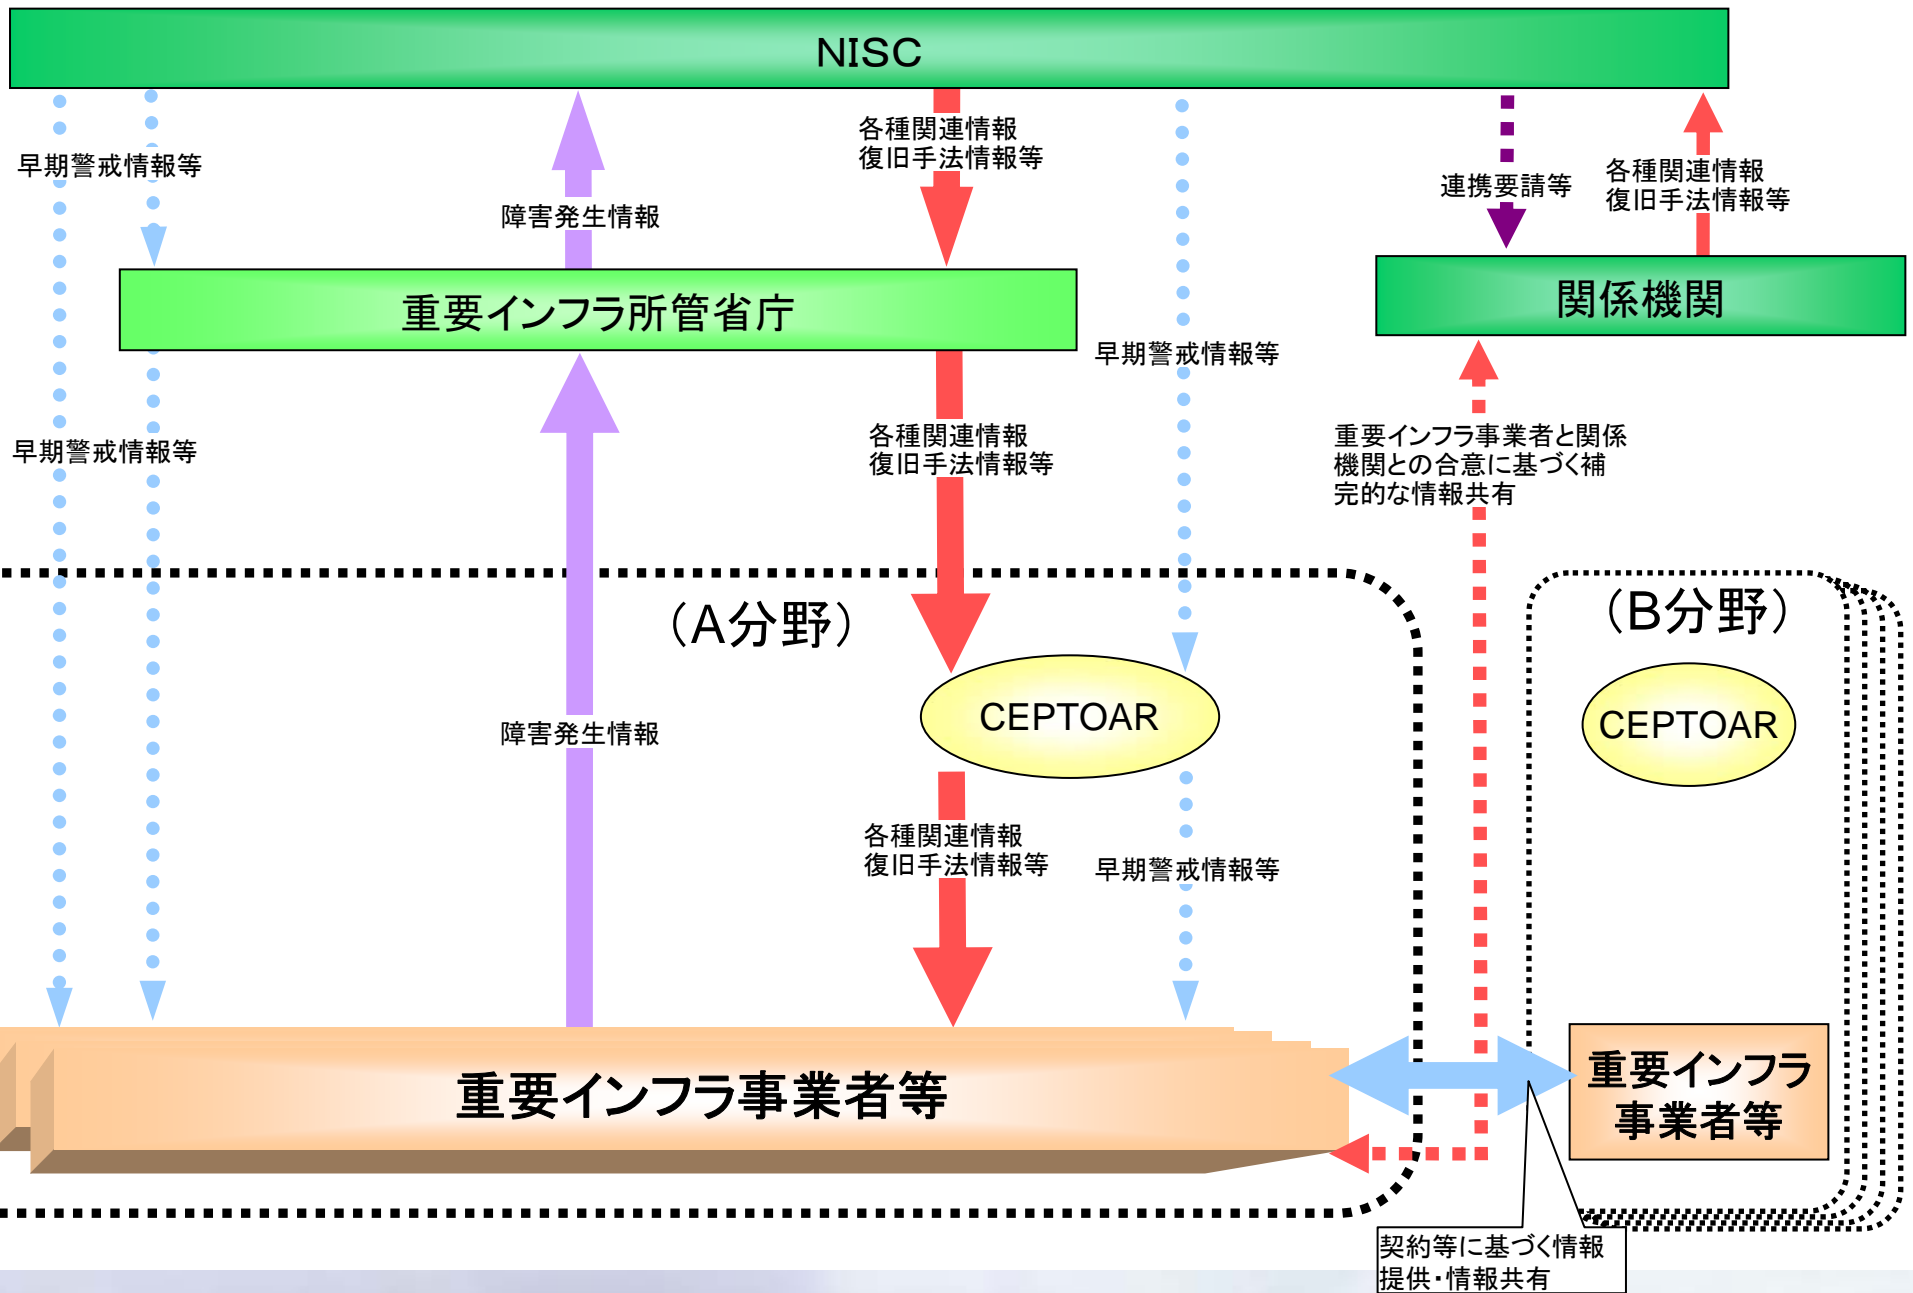 NISC
早期警戒情報等
障害発生情報
各種関連情報
復旧手法情報等
連携要請等
各種関連情報
復旧手法情報等
重要インフラ所管省庁
関係機関
早期警戒情報等
早期警戒情報等
各種関連情報
復旧手法情報等
重要インフラ事業者と関係
機関との合意に基づく補
完的な情報共有
(A分野)
(B分野)
CEPTOAR
CEPTOAR
障害発生情報
各種関連情報
復旧手法情報等
早期警戒情報等
重要インフラ事業者等
重要インフラ
事業者等
契約等に基づく情報
提供・情報共有